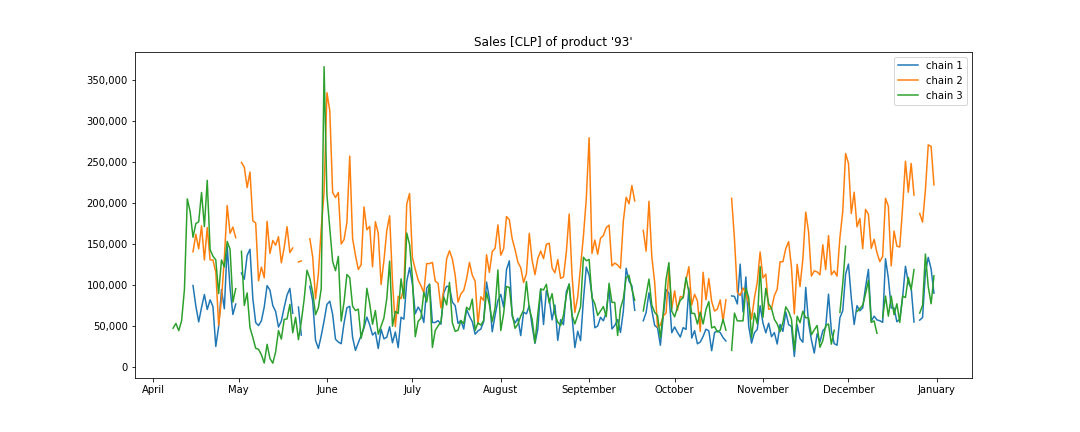 Sales [CLP] of product '93'
chain 1
chain 2
chain 3
350,000
300,000
250,000
200,000
150,000
100,000
50,000
0
April May June July August September October November December January